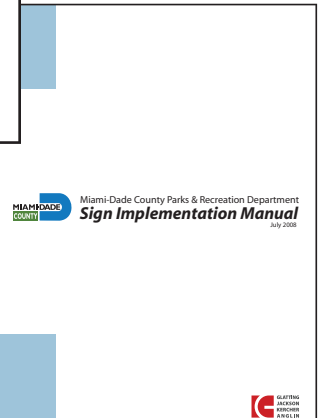 MIAMI-DADE
COUNTY
Miami-Dade County Parks & Recreation Department
Sign Implementation Manual
July 2008
GLATTING
JACKSON
KERCHER
ANGLIN